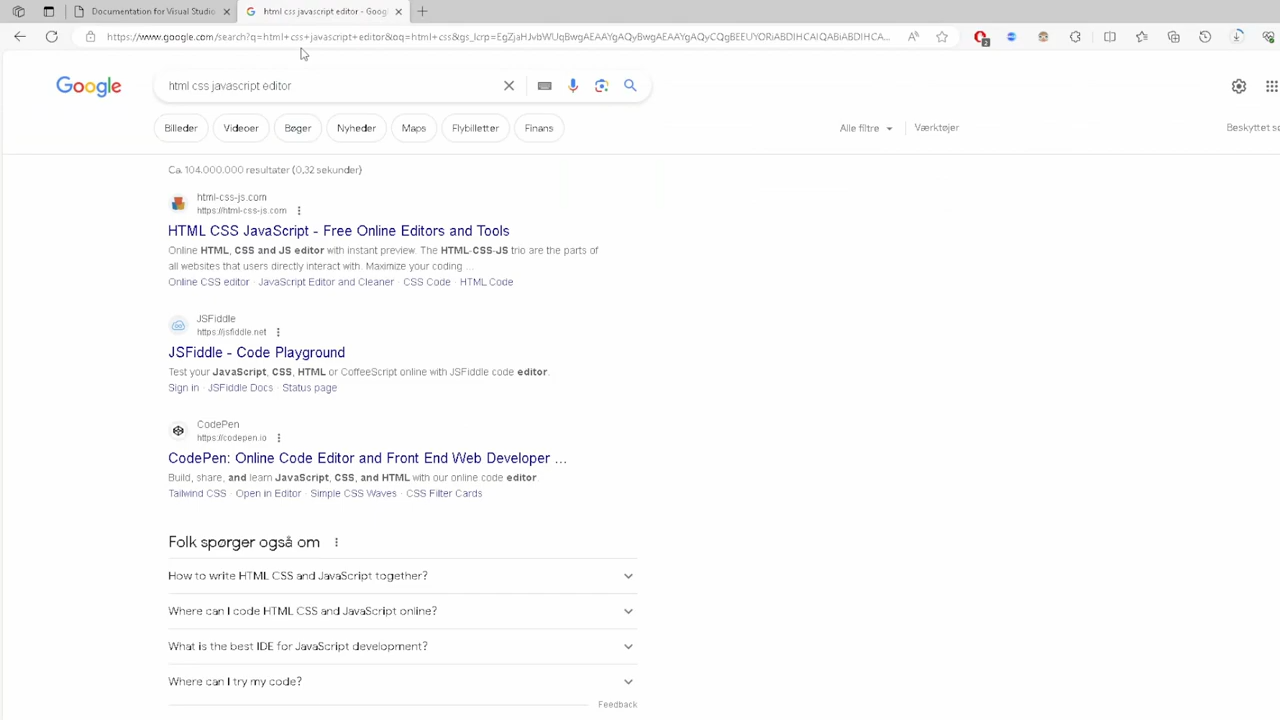 Documentation for Visual Studio
html css javascript editor - Goog
https://www.google.com/search?q=html+css+javascript+editor&oq=html+css&gs_lcrp=EgZjaHJvbWUqBwgAEAAYgAQyBwgAEAAYgAQyCQgBEEUYORiABDIHCAIQABiABDIHCAMQABiABDIHCAQ...
Google
html css javascript editor
Billeder
Videoer
Bøger
Nyheder
Maps
Flybilletter
Finans
Alle filtre
Værktøjer
Beskyttet sø
Ca. 104.000.000 resultater (0,32 sekunder)
html-css-js.com
https://html-css-js.com
HTML CSS JavaScript - Free Online Editors and Tools
Online HTML, CSS and JS editor with instant preview. The HTML-CSS-JS trio are the parts
of all websites that users directly interact with. Maximize your coding ...
Online CSS editor · JavaScript Editor and Cleaner · CSS Code · HTML Code
JSFiddle
https://jsfiddle.net
JSFiddle - Code Playground
Test your JavaScript, CSS, HTML or CoffeeScript online with JSFiddle code editor.
Sign in · JSFiddle Docs · Status page
CodePen
https://codepen.io
CodePen: Online Code Editor and Front End Web Developer ...
Build, share, and learn JavaScript, CSS, and HTML with our online code editor.
Tailwind CSS · Open in Editor · Simple CSS Waves · CSS Filter Cards
Folk spørger også om
How to write HTML CSS and JavaScript together?
Where can I code HTML CSS and JavaScript online?
What is the best IDE for JavaScript development?
Where can I try my code?
Feedback